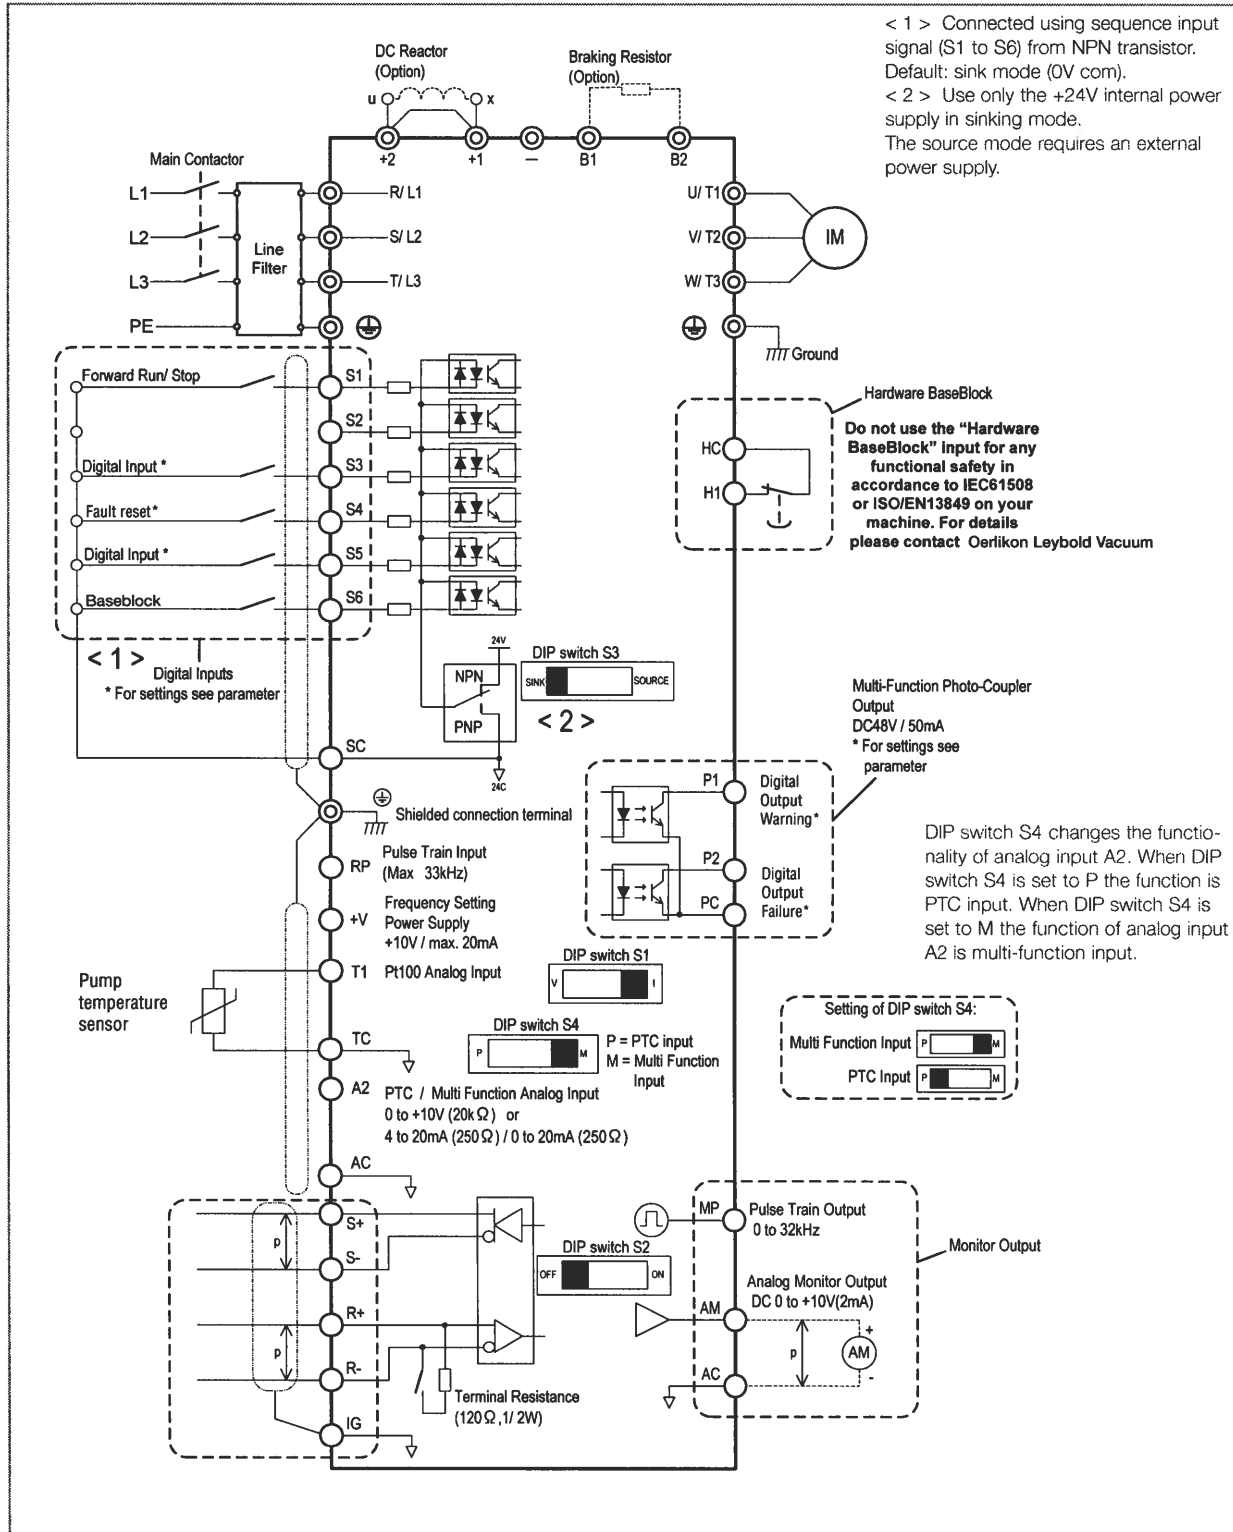 < 1 > Connected using sequence input
signal (S1 to S6) from NPN transistor.
Default: sink mode (0V com).
< 2 > Use only the +24V internal power
supply in sinking mode.
The source mode requires an external
power supply.
DC Reactor
(Option)
u
x
Braking Resistor
(Option)
+2
+1
−
B1
B2
Main Contactor
L1
L2
L3
PE
Line
Filter
R/ L1
S/ L2
T/ L3
U/ T1
V/ T2
W/ T3
IM
Ground
Forward Run/ Stop
Digital Input *
Fault reset*
Digital Input *
Baseblock
S1
S2
S3
S4
S5
S6
< 1 >
Digital Inputs
* For settings see parameter
Hardware BaseBlock
HC
H1
Do not use the “Hardware
BaseBlock” input for any
functional safety in
accordance to IEC61508
or ISO/EN13849 on your
machine. For details
please contact Oerlikon Leybold Vacuum
24V
NPN
PNP
24C
DIP switch S3
SINK
SOURCE
< 2 >
SC
Shielded connection terminal
RP
Pulse Train Input
(Max 33kHz)
+V
Frequency Setting
Power Supply
+10V / max. 20mA
T1
Pt100 Analog Input
Pump
temperature
sensor
TC
A2
PTC / Multi Function Analog Input
0 to +10V (20kΩ) or
4 to 20mA (250Ω) / 0 to 20mA (250Ω)
AC
Multi-Function Photo-Coupler
Output
DC48V / 50mA
* For settings see
parameter
P1
Digital
Output
Warning*
P2
PC
Digital
Output
Failure*
DIP switch S1
V
I
DIP switch S4
P
M
P = PTC input
M = Multi Function
Input
DIP switch S4 changes the functio-
nality of analog input A2. When DIP
switch S4 is set to P the function is
PTC input. When DIP switch S4 is
set to M the function of analog input
A2 is multi-function input.
Setting of DIP switch S4:
Multi Function Input
P
M
PTC Input
P
M
S+
S-
R+
R-
IG
p
p
DIP switch S2
OFF
ON
Terminal Resistance
(120Ω,1/ 2W)
MP
Pulse Train Output
0 to 32kHz
Monitor Output
Analog Monitor Output
DC 0 to +10V(2mA)
AM
AC
p
+
AM
-